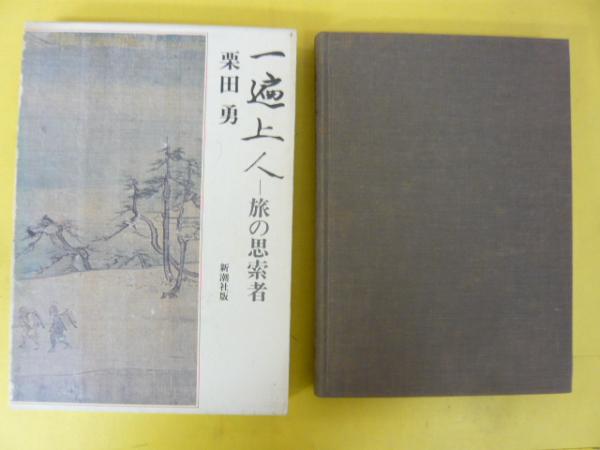 一遍上人―旅の思索者
栗田 勇
新潮社版